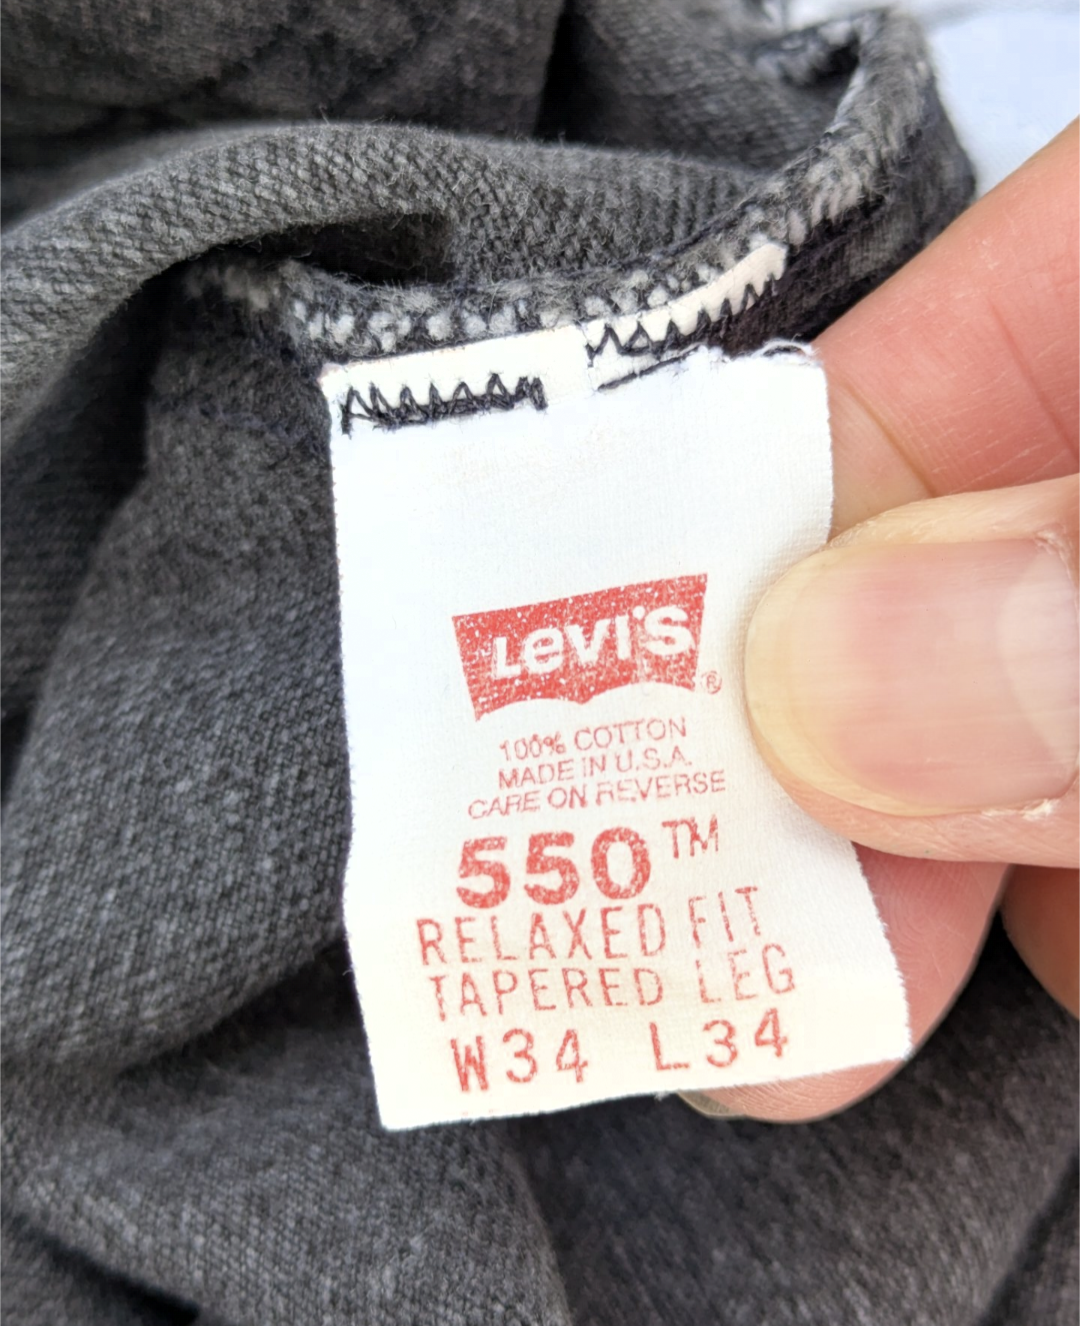 LEVI'S ®
100% COTTON
MADE IN U.S.A.
CARE ON REVERSE
550™
RELAXED FIT
TAPERED LEG
W34 L34